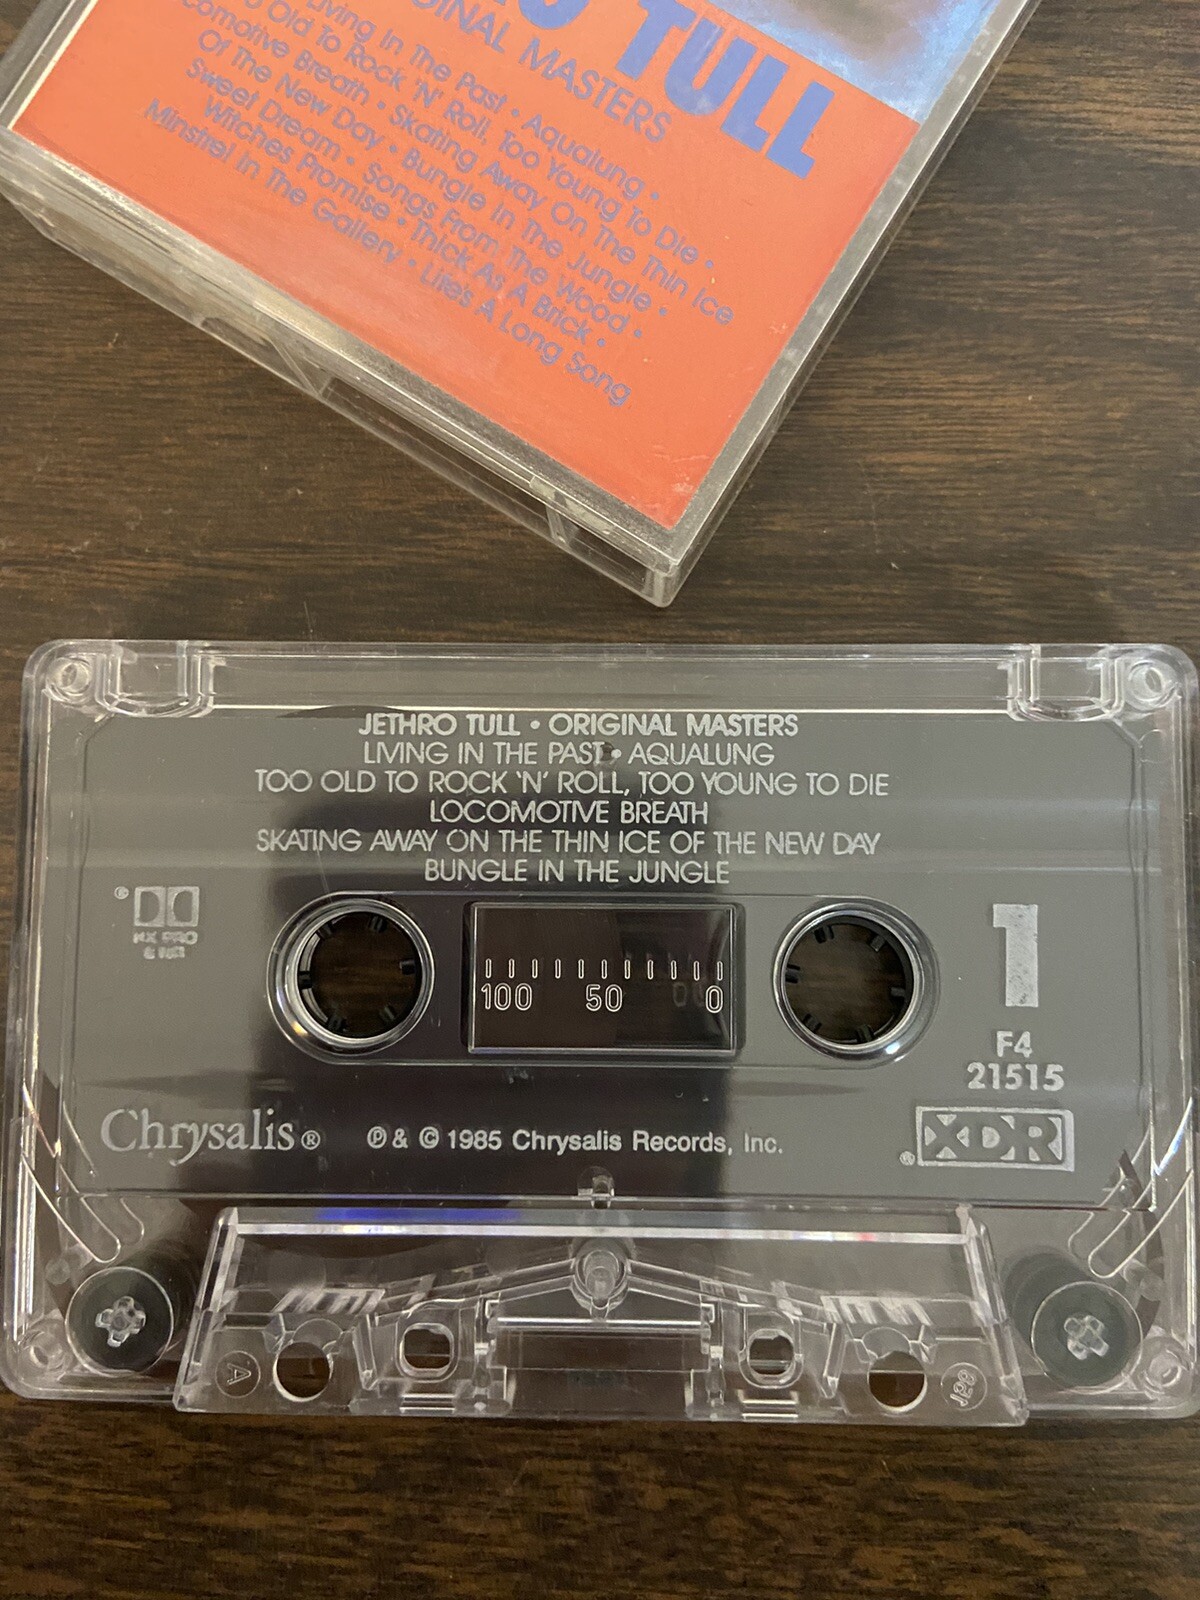 TULL
ORIGINAL MASTERS
Living In The Past • Aqualung •
Old To Rock 'N' Roll, Too Young To Die •
Breath • Skating Away On The Thin Ice
Of The New Day • Bungle In The Jungle •
Sweet Dream • Songs From The Wood •
Witches Promise • Thick As A Brick •
Minstrel In The Gallery • Life's A Long Song
JETHRO TULL • ORIGINAL MASTERS
LIVING IN THE PAST • AQUALUNG
TOO OLD TO ROCK 'N' ROLL, TOO YOUNG TO DIE
LOCOMOTIVE BREATH
SKATING AWAY ON THE THIN ICE OF THE NEW DAY
BUNGLE IN THE JUNGLE
HX PRO
B NR
100 50 0
1
F4
21515
Chrysalis® ℗ & © 1985 Chrysalis Records, Inc.
XDR®
A